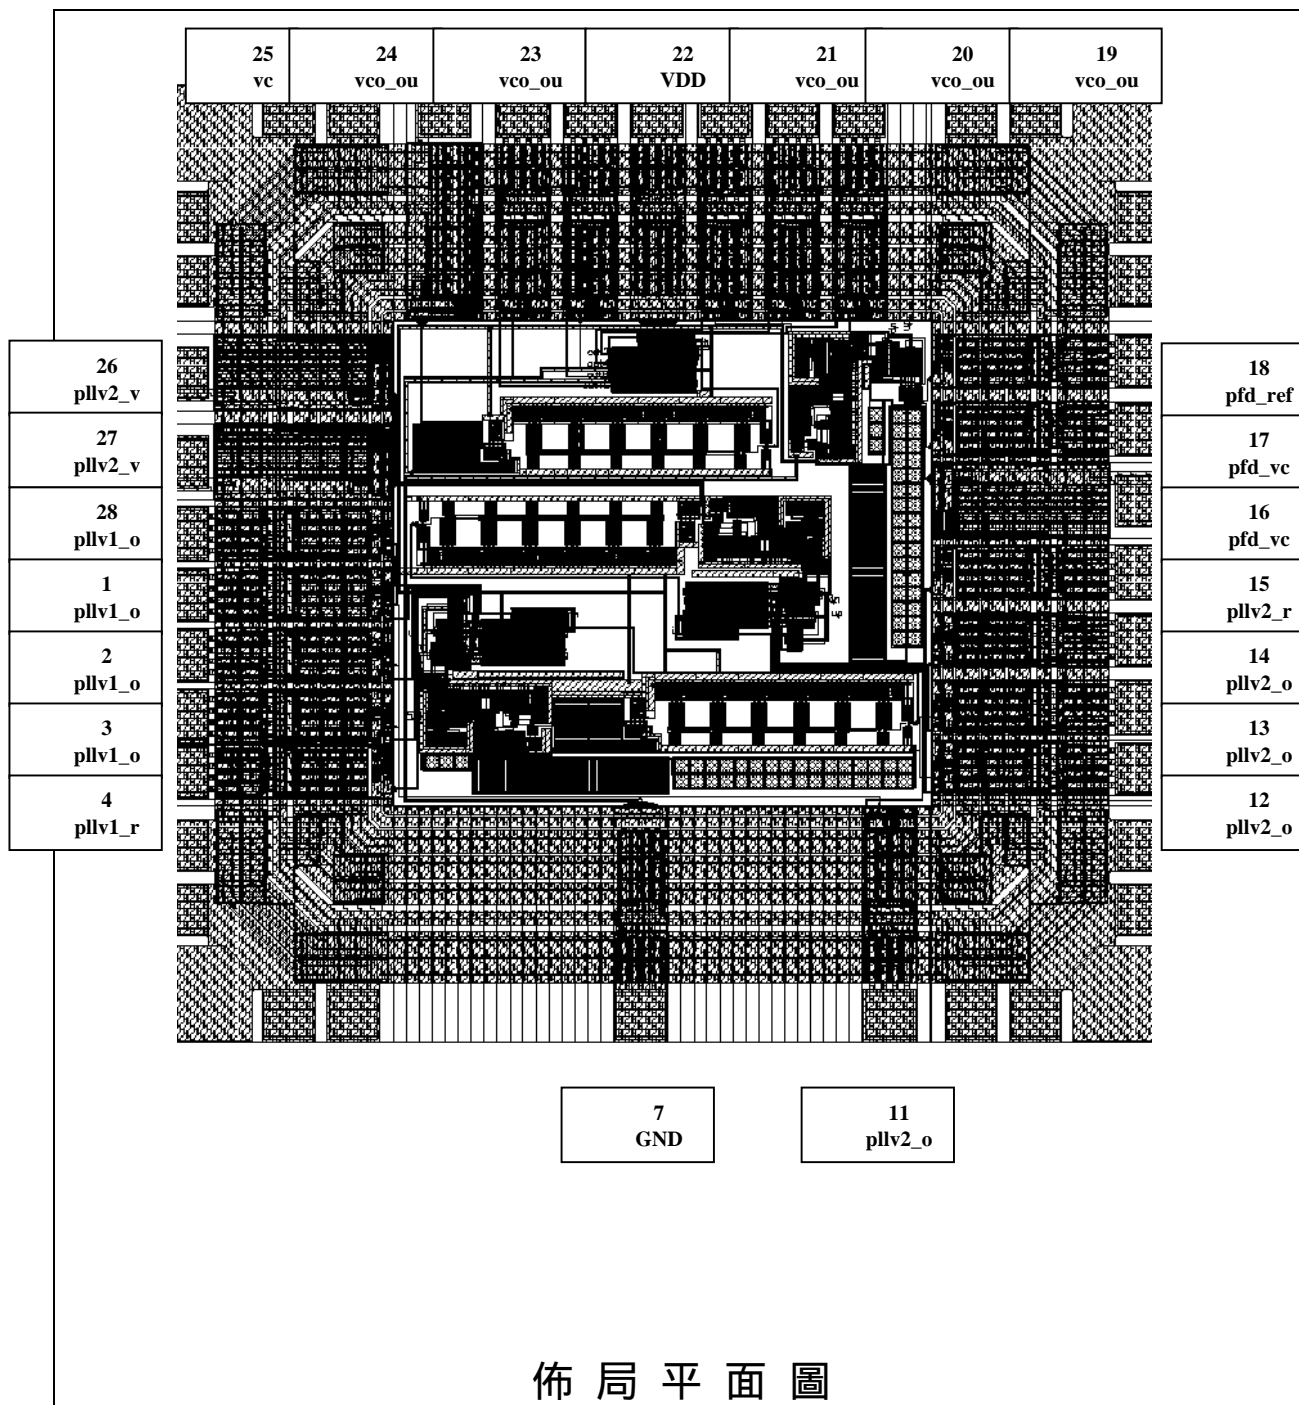 25
vc
24
vco_ou
23
vco_ou
22
VDD
21
vco_ou
20
vco_ou
19
vco_ou
26
pllv2_v
27
pllv2_v
28
pllv1_o
1
pllv1_o
2
pllv1_o
3
pllv1_o
4
pllv1_r
18
pfd_ref
17
pfd_vc
16
pfd_vc
15
pllv2_r
14
pllv2_o
13
pllv2_o
12
pllv2_o
7
GND
11
pllv2_o
佈局平面圖